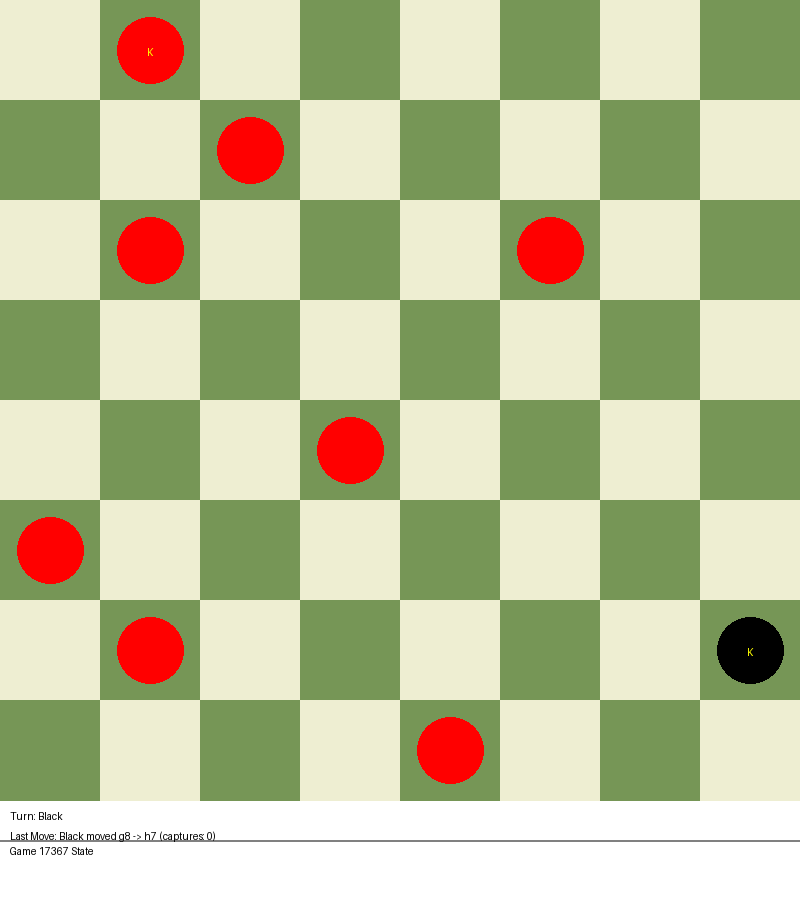 K
K
Turn: Black
Last Move: Black moved g8 -> h7 (captures: 0)
Game 17367 State